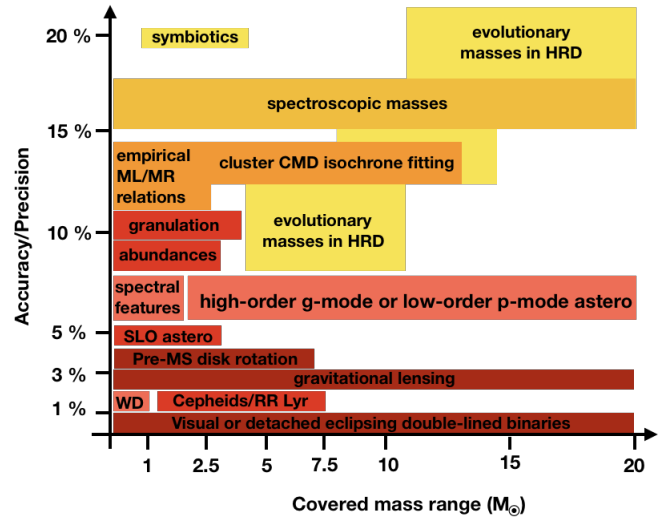 20 %
symbiotics
evolutionary
masses in HRD
spectroscopic masses
15 %
empirical
ML/MR
relations
cluster CMD isochrone fitting
granulation
10 %
abundances
evolutionary
masses in HRD
spectral
features
high-order g-mode or low-order p-mode astero
5 %
SLO astero
Pre-MS disk rotation
3 %
gravitational lensing
WD
Cepheids/RR Lyr
1 %
Visual or detached eclipsing double-lined binaries
1
2.5
5
7.5
10
15
20
Accuracy/Precision
Covered mass range (M☉)